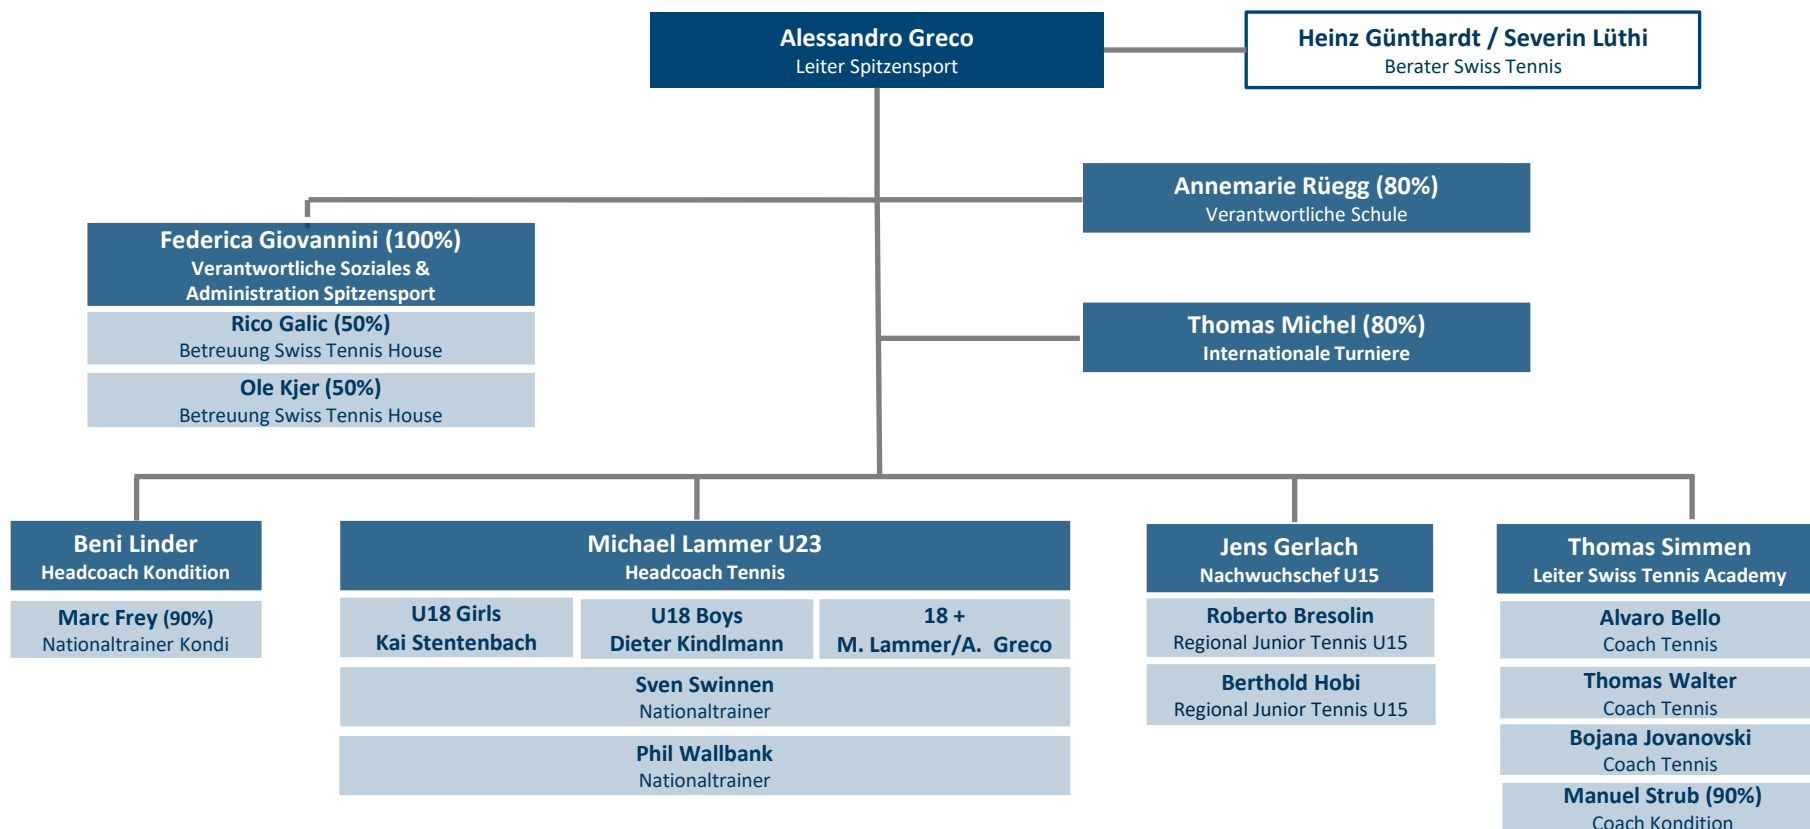 Alessandro Greco
Leiter Spitzensport
Heinz Günthardt / Severin Lüthi
Berater Swiss Tennis
Annemarie Rüegg (80%)
Verantwortliche Schule
Federica Giovannini (100%)
Verantwortliche Soziales &
Administration Spitzensport
Rico Galic (50%)
Betreuung Swiss Tennis House
Ole Kjer (50%)
Betreuung Swiss Tennis House
Thomas Michel (80%)
Internationale Turniere
Beni Linder
Headcoach Kondition
Marc Frey (90%)
Nationaltrainer Kondi
Michael Lammer U23
Headcoach Tennis
U18 Girls
Kai Stentenbach
U18 Boys
Dieter Kindlmann
18 +
M. Lammer/A. Greco
Sven Swinnen
Nationaltrainer
Phil Wallbank
Nationaltrainer
Jens Gerlach
Nachwuchschef U15
Roberto Bresolin
Regional Junior Tennis U15
Berthold Hobi
Regional Junior Tennis U15
Thomas Simmen
Leiter Swiss Tennis Academy
Alvaro Bello
Coach Tennis
Thomas Walter
Coach Tennis
Bojana Jovanovski
Coach Tennis
Manuel Strub (90%)
Coach Kondition